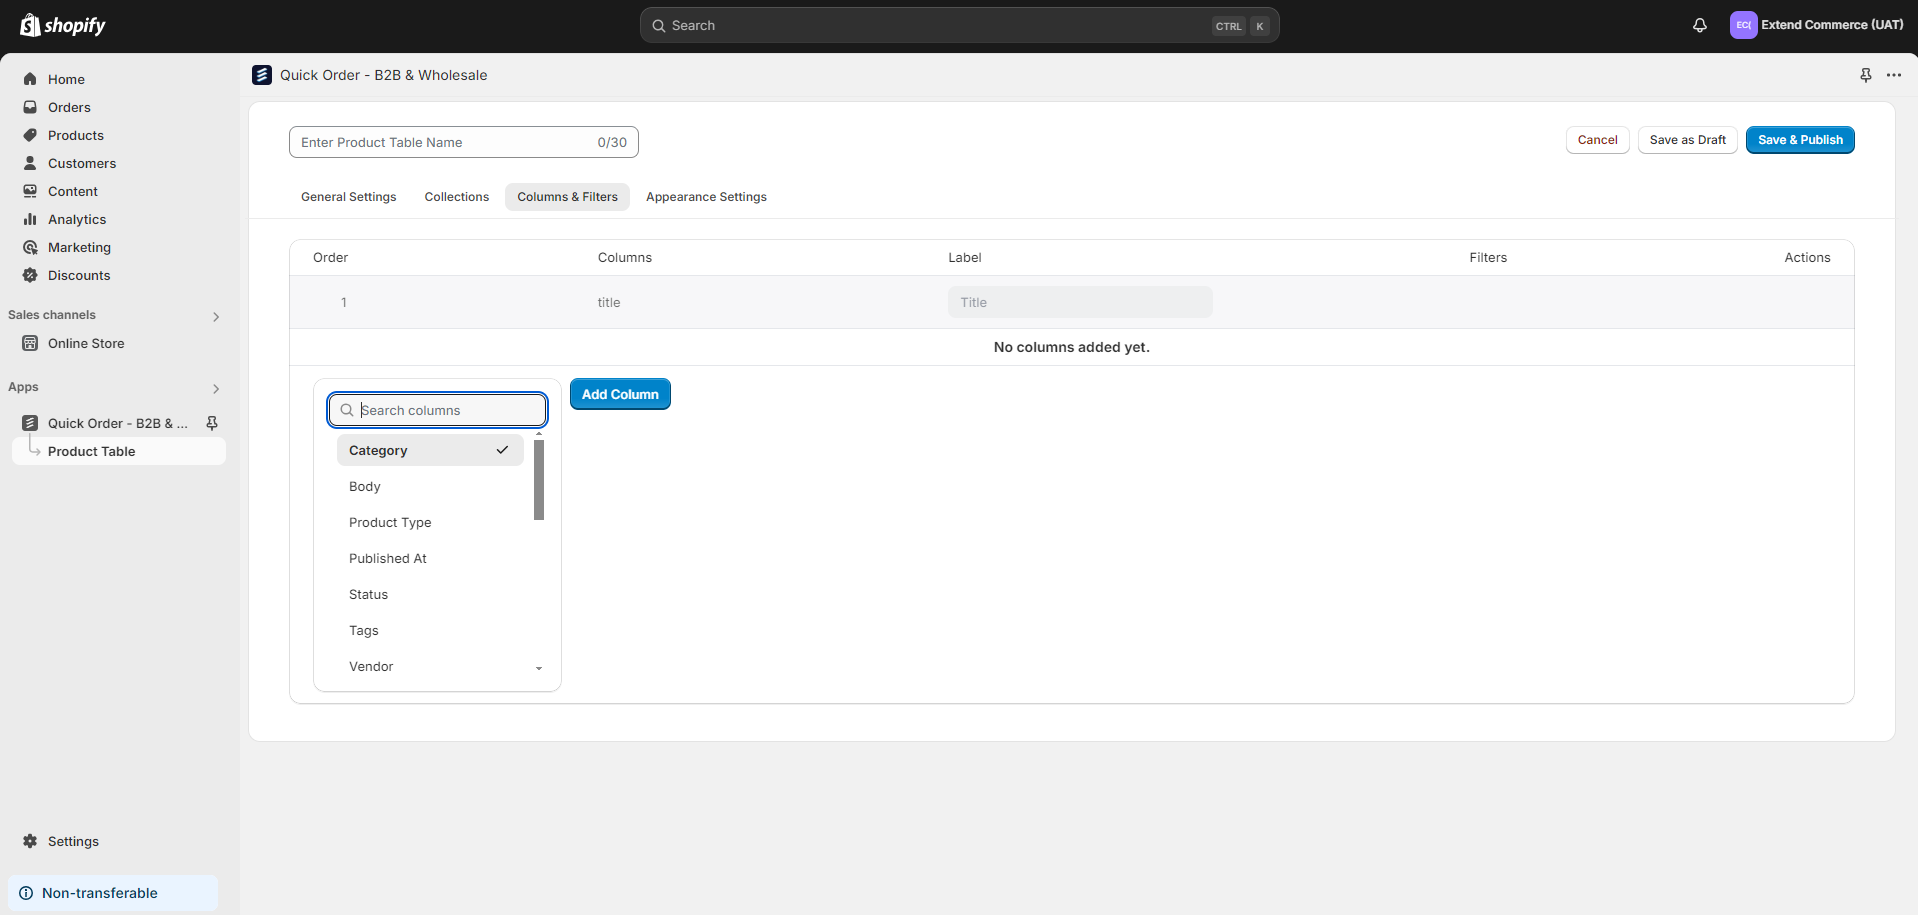 shopify
Search
CTRL K
EC(
Extend Commerce (UAT)
Home
Orders
Products
Customers
Content
Analytics
Marketing
Discounts
Sales channels
Online Store
Apps
Quick Order - B2B & ...
Product Table
Settings
Non-transferable
Quick Order - B2B & Wholesale
Enter Product Table Name 0/30
Cancel
Save as Draft
Save & Publish
General Settings
Collections
Columns & Filters
Appearance Settings
Order Columns Label Filters Actions
1 title Title
No columns added yet.
Search columns
Add Column
Category
Body
Product Type
Published At
Status
Tags
Vendor